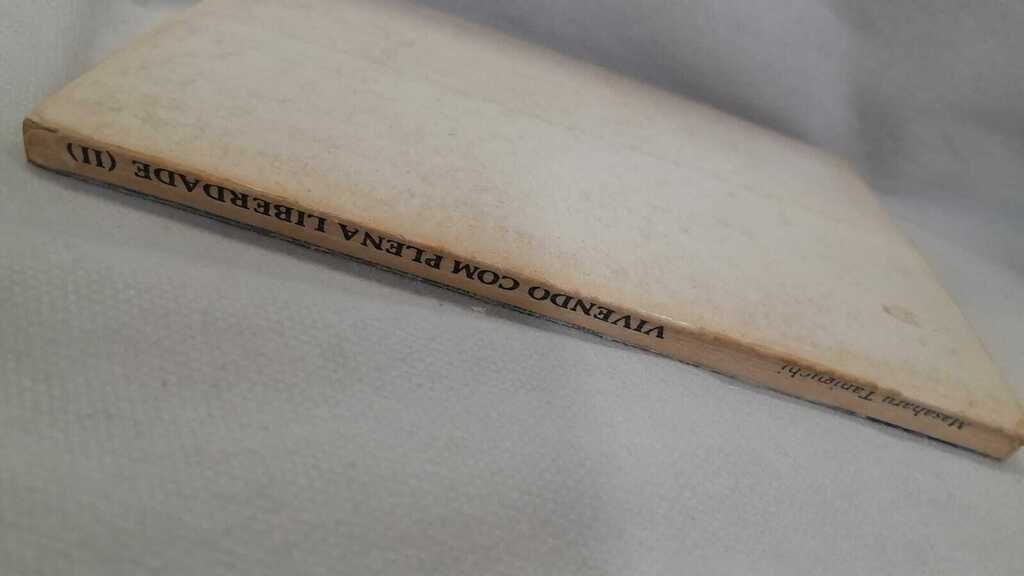 Masaharu Taniguchi
VIVENDO COM PLENA LIBERDADE (II)